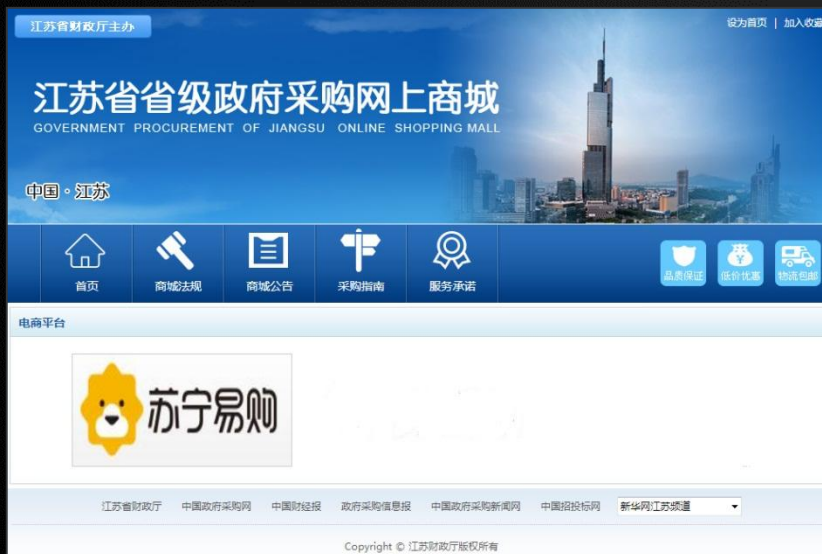 江苏省财政厅主办
设为首页 | 加入收藏
江苏省省级政府采购网上商城
GOVERNMENT PROCUREMENT OF JIANGSU ONLINE SHOPPING MALL
中国·江苏
首页 商城法规 商城公告 采购指南 服务承诺 品质保证 低价优惠 物流包邮
电商平台
苏宁易购
江苏省财政厅 中国政府采购网 中国财经报 政府采购信息报 中国政府采购新闻网 中国招投标网 新华网江苏频道
Copyright © 江苏财政厅版权所有